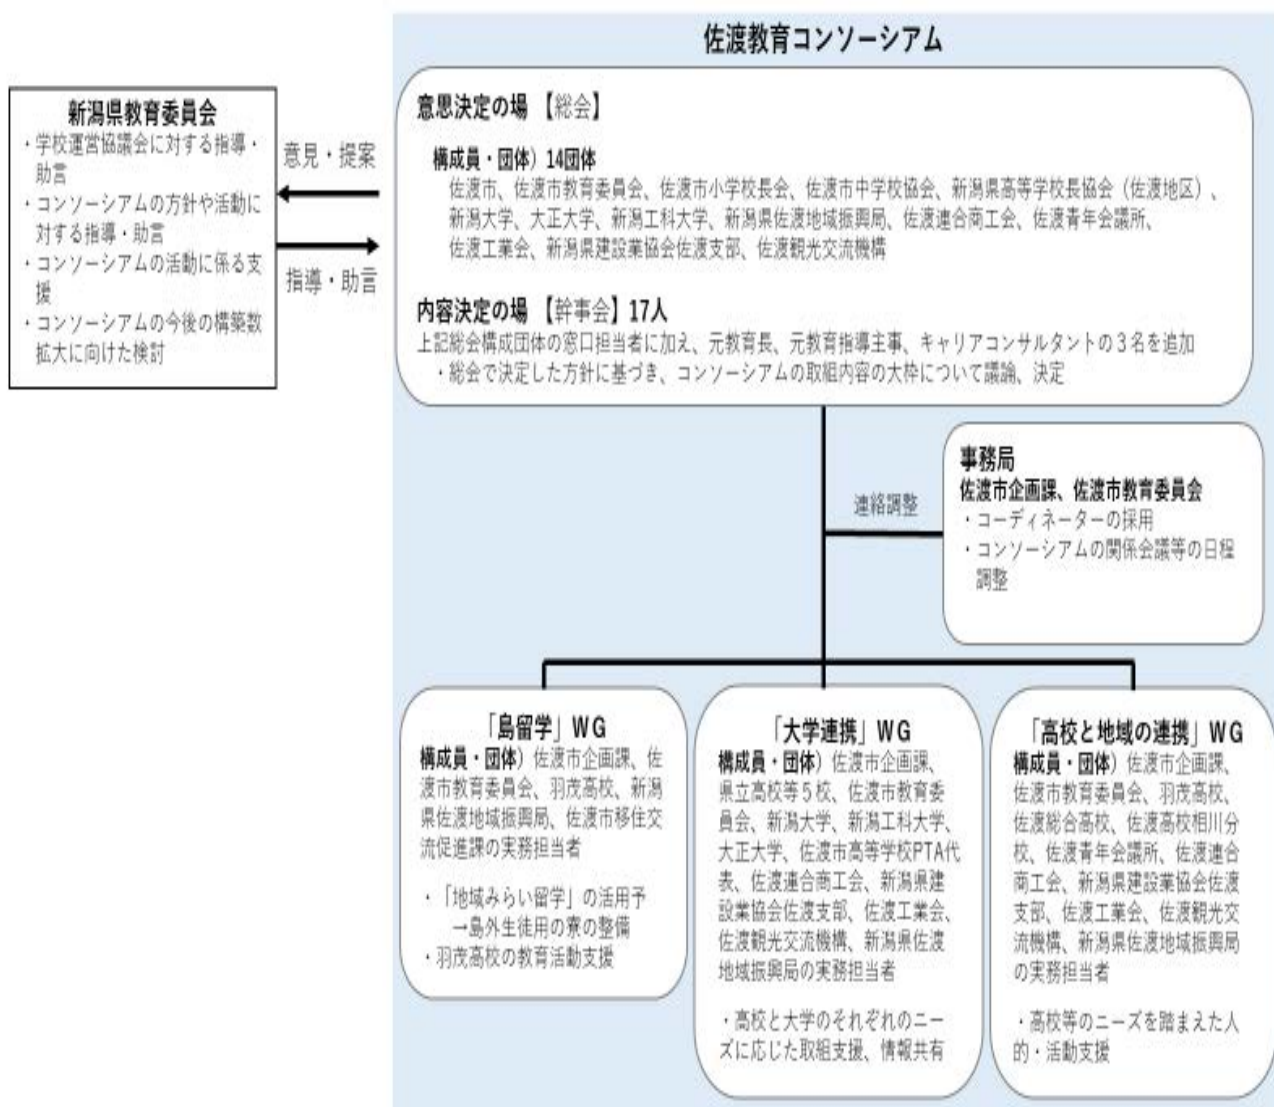 佐渡教育コンソーシアム
新潟県教育委員会
・学校運営協議会に対する指導・
助言
・コンソーシアムの方針や活動に
対する指導・助言
・コンソーシアムの活動に係る支
援
・コンソーシアムの今後の構築数
拡大に向けた検討
意見・提案
指導・助言
意思決定の場 【総会】
構成員・団体）14団体
佐渡市、佐渡市教育委員会、佐渡市小学校長会、佐渡市中学校協会、新潟県高等学校長協会（佐渡地区）、
新潟大学、大正大学、新潟工科大学、新潟県佐渡地域振興局、佐渡連合商工会、佐渡青年会議所、
佐渡工業会、新潟県建設業協会佐渡支部、佐渡観光交流機構
内容決定の場 【幹事会】17人
上記総会構成団体の窓口担当者に加え、元教育長、元教育指導主事、キャリアコンサルタントの３名を追加
・総会で決定した方針に基づき、コンソーシアムの取組内容の大枠について議論、決定
連絡調整
事務局
佐渡市企画課、佐渡市教育委員会
・コーディネーターの採用
・コンソーシアムの関係会議等の日程
調整
「島留学」ＷＧ
構成員・団体）佐渡市企画課、佐
渡市教育委員会、羽茂高校、新潟
県佐渡地域振興局、佐渡市移住交
流促進課の実務担当者
・「地域みらい留学」の活用予
→島外生徒用の寮の整備
・羽茂高校の教育活動支援
「大学連携」ＷＧ
構成員・団体）佐渡市企画課、
県立高校等５校、佐渡市教育委
員会、新潟大学、新潟工科大学、
大正大学、佐渡市高等学校PTA代
表、佐渡連合商工会、新潟県建
設業協会佐渡支部、佐渡工業会、
佐渡観光交流機構、新潟県佐渡
地域振興局の実務担当者
・高校と大学のそれぞれのニー
ズに応じた取組支援、情報共有
「高校と地域の連携」ＷＧ
構成員・団体）佐渡市企画課、
佐渡市教育委員会、羽茂高校、
佐渡総合高校、佐渡高校相川分
校、佐渡青年会議所、佐渡連合
商工会、新潟県建設業協会佐渡
支部、佐渡工業会、佐渡観光交
流機構、新潟県佐渡地域振興局
の実務担当者
・高校等のニーズを踏まえた人
的・活動支援